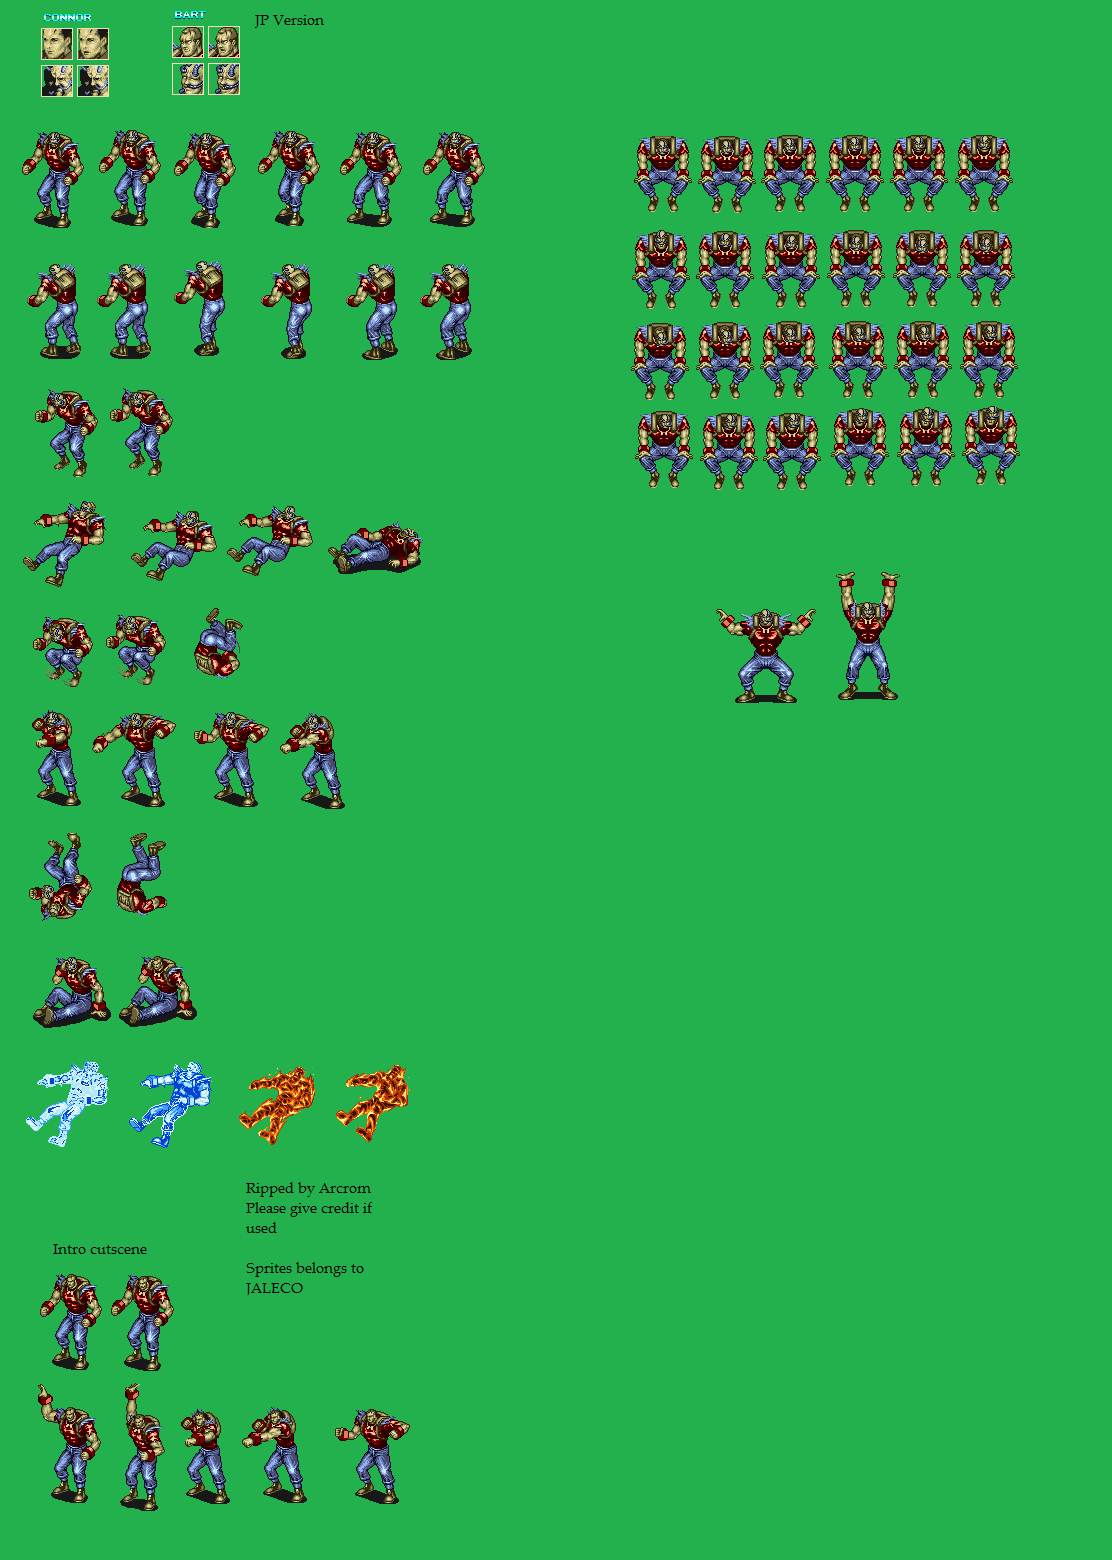 CONNOR
BART
JP Version
Ripped by Arcrom
Please give credit if
used
Intro cutscene
Sprites belongs to
JALECO